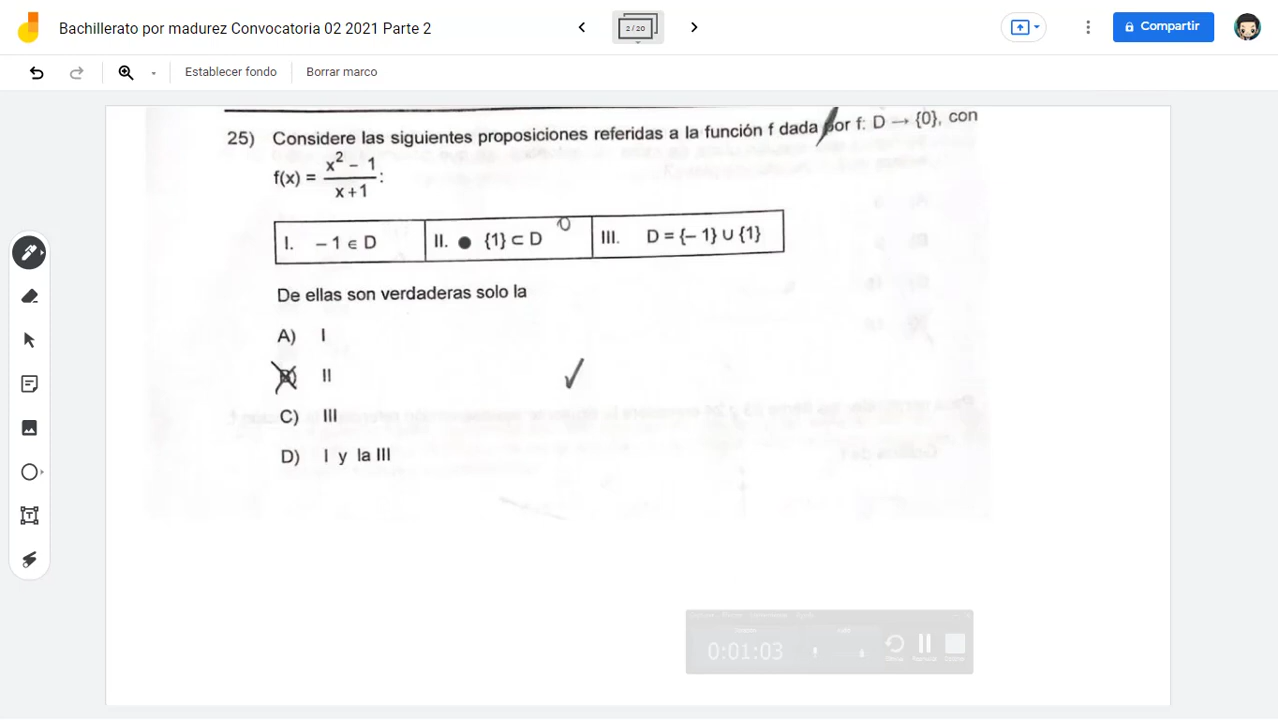 Bachillerato por madurez Convocatoria 02 2021 Parte 2
2 / 20
Compartir
Establecer fondo
Borrar marco
25) Considere las siguientes proposiciones referidas a la función f dada por f: D → {0}, con
f(x) = x² − 1 / x + 1 :
I. − 1 ∈ D
II. {1} ⊂ D
III. D = {− 1} ∪ {1}
De ellas son verdaderas solo la
A) I
B) II
C) III
D) I y la III
0:01:03